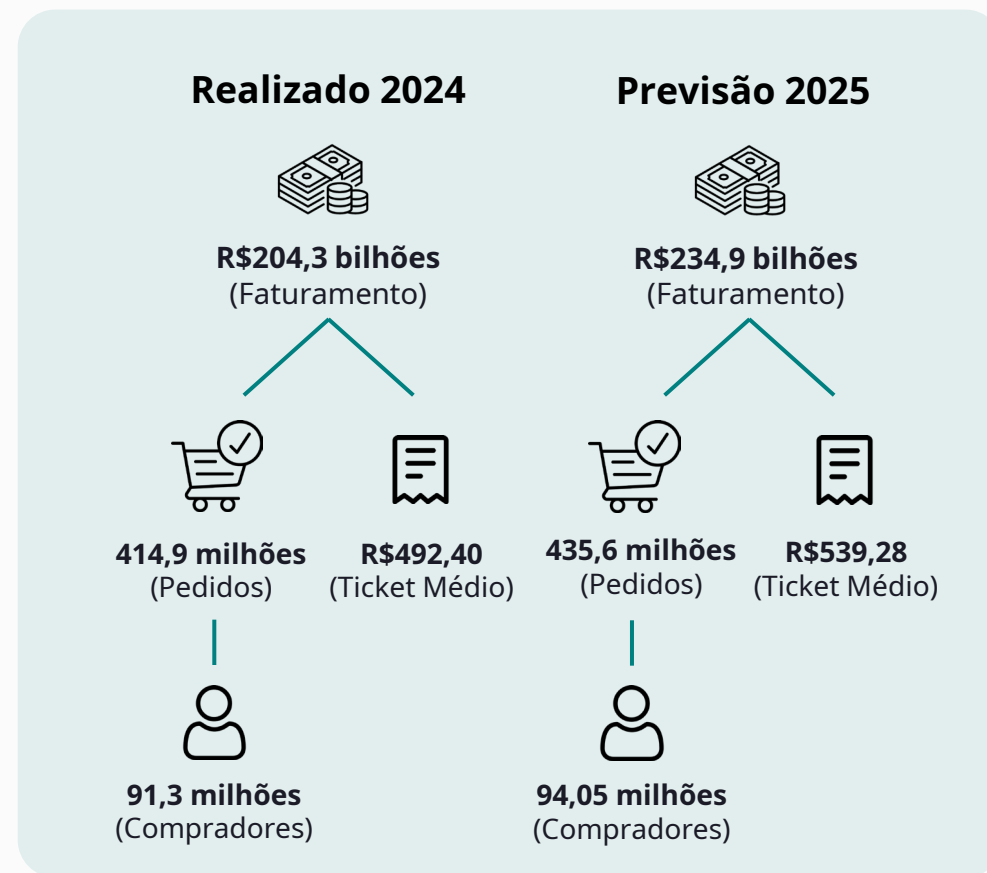 Realizado 2024
R$204,3 bilhões
(Faturamento)
414,9 milhões
(Pedidos)
R$492,40
(Ticket Médio)
91,3 milhões
(Compradores)
Previsão 2025
R$234,9 bilhões
(Faturamento)
435,6 milhões
(Pedidos)
R$539,28
(Ticket Médio)
94,05 milhões
(Compradores)